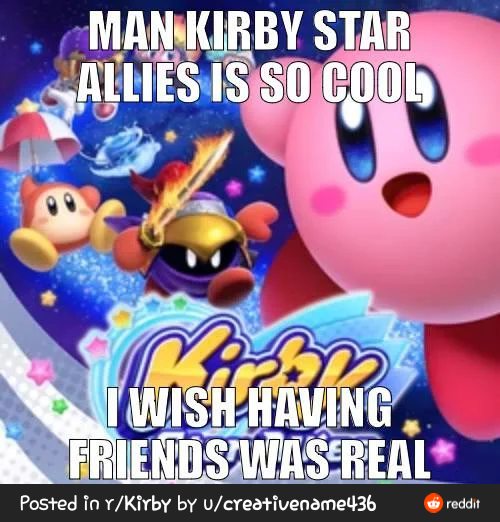 MAN KIRBY STAR
ALLIES IS SO COOL
Kirby
I WISH HAVING
FRIENDS WAS REAL
Posted in r/Kirby by u/creativename436
reddit